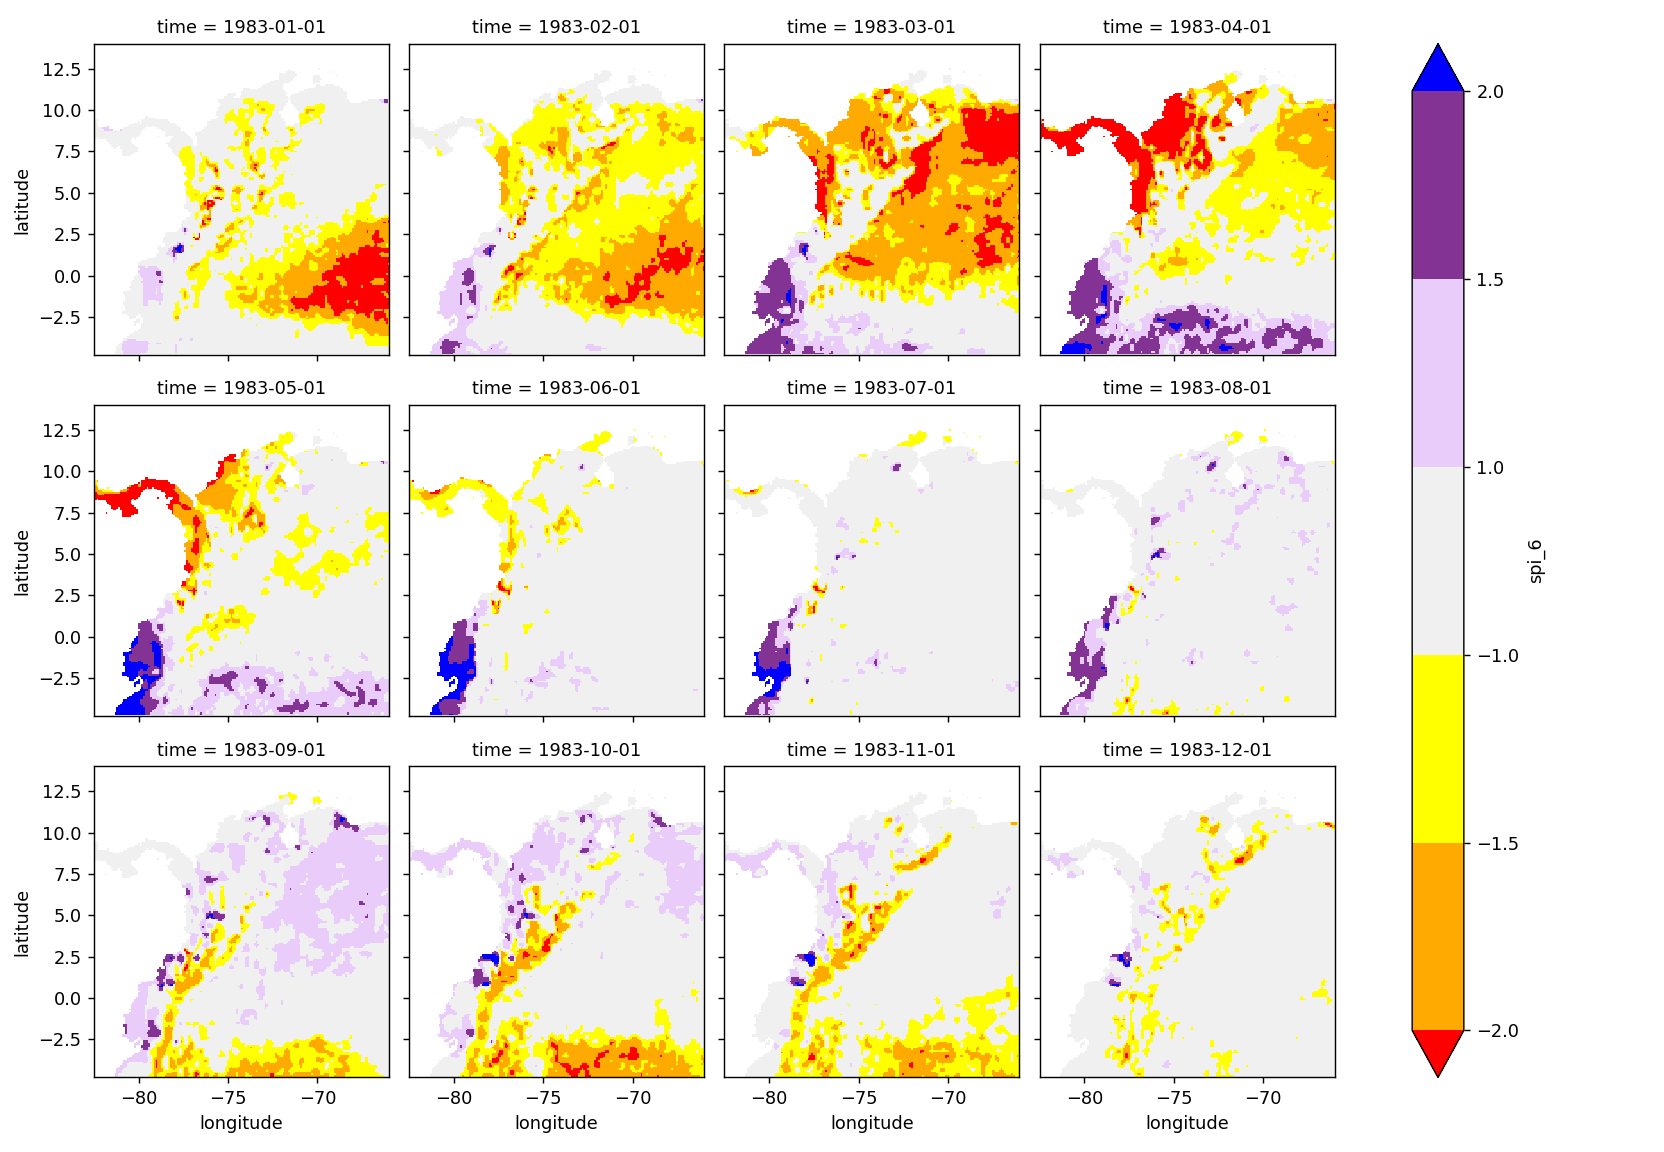 time = 1983-01-01
time = 1983-02-01
time = 1983-03-01
time = 1983-04-01
12.5
10.0
7.5
5.0
2.5
0.0
−2.5
latitude
−80
−75
−70
time = 1983-05-01
time = 1983-06-01
time = 1983-07-01
time = 1983-08-01
12.5
10.0
7.5
5.0
2.5
0.0
−2.5
latitude
time = 1983-09-01
time = 1983-10-01
time = 1983-11-01
time = 1983-12-01
12.5
10.0
7.5
5.0
2.5
0.0
−2.5
latitude
−80
−75
−70
longitude
−80
−75
−70
longitude
−80
−75
−70
longitude
−80
−75
−70
longitude
2.0
1.5
1.0
−1.0
−1.5
−2.0
spi_6